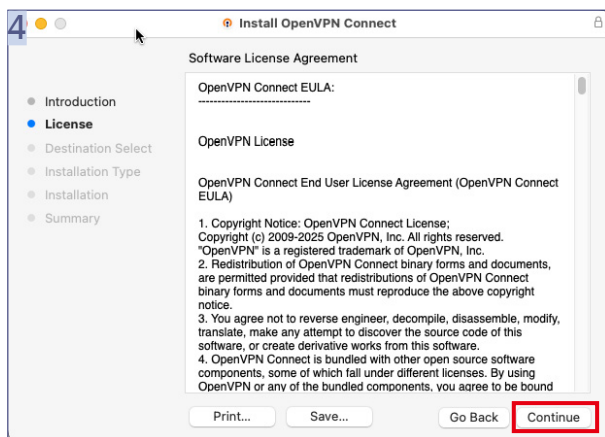 4
Install OpenVPN Connect
Software License Agreement
Introduction
License
Destination Select
Installation Type
Installation
Summary
OpenVPN Connect EULA:
-----------------------------
OpenVPN License
OpenVPN Connect End User License Agreement (OpenVPN Connect
EULA)
1. Copyright Notice: OpenVPN Connect License;
Copyright (c) 2009-2025 OpenVPN, Inc. All rights reserved.
"OpenVPN" is a registered trademark of OpenVPN, Inc.
2. Redistribution of OpenVPN Connect binary forms and documents,
are permitted provided that redistributions of OpenVPN Connect
binary forms and documents must reproduce the above copyright
notice.
3. You agree not to reverse engineer, decompile, disassemble, modify,
translate, make any attempt to discover the source code of this
software, or create derivative works from this software.
4. OpenVPN Connect is bundled with other open source software
components, some of which fall under different licenses. By using
OpenVPN or any of the bundled components, you agree to be bound
Print...
Save...
Go Back
Continue